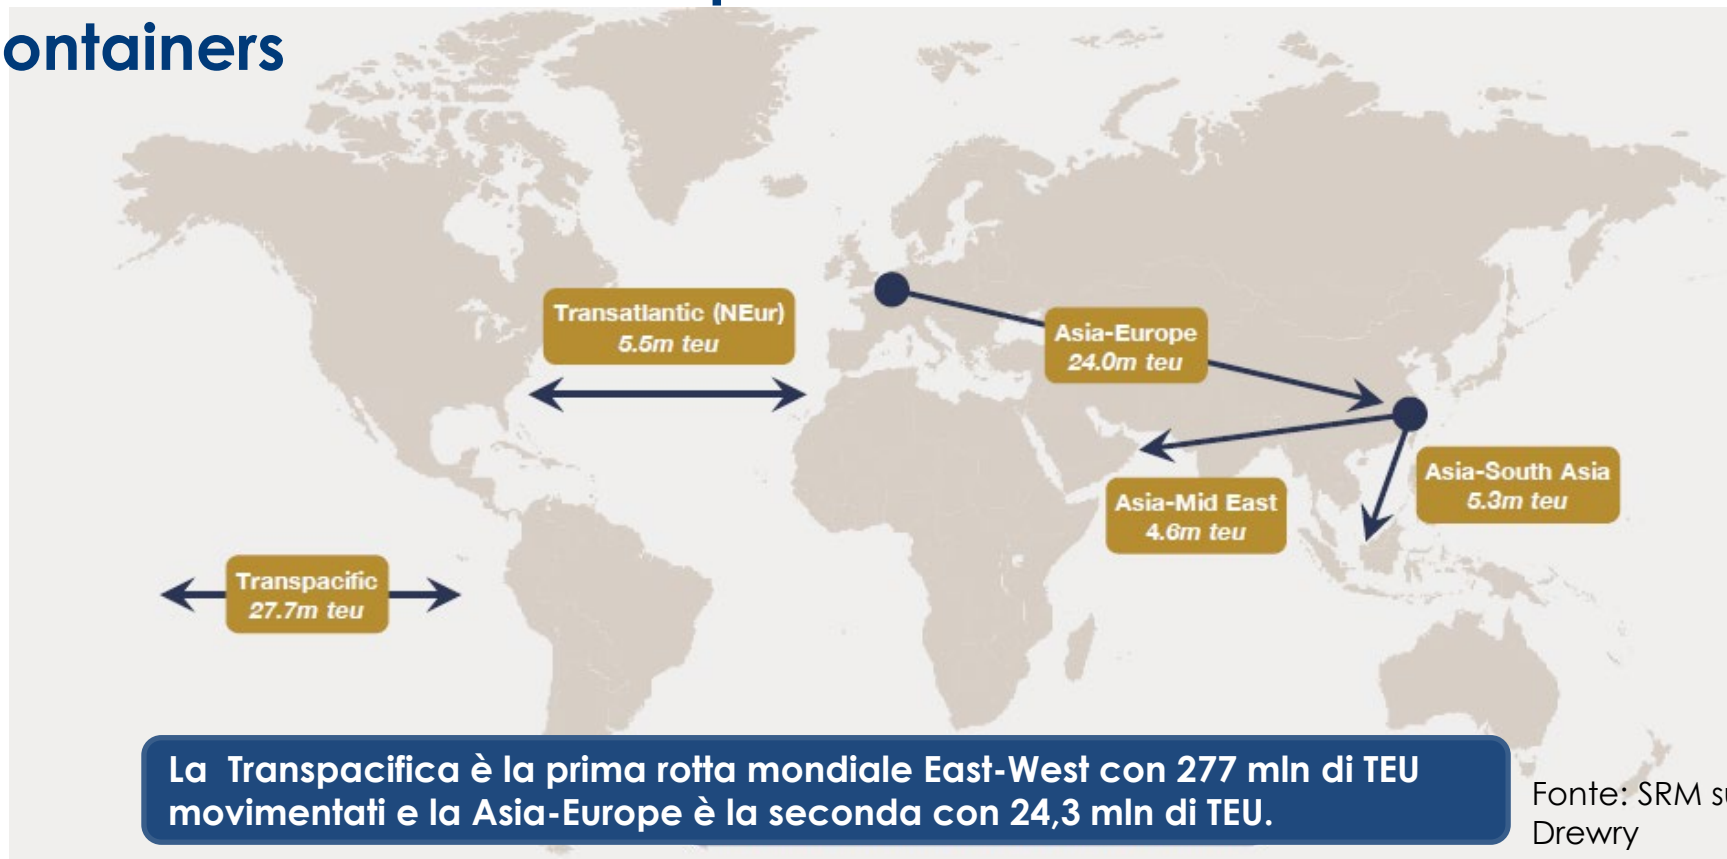 ontainers
Transatlantic (NEur)
5.5m teu
Asia-Europe
24.0m teu
Asia-South Asia
5.3m teu
Asia-Mid East
4.6m teu
Transpacific
27.7m teu
La Transpacifica è la prima rotta mondiale East-West con 277 mln di TEU
movimentati e la Asia-Europe è la seconda con 24,3 mln di TEU.
Fonte: SRM su
Drewry